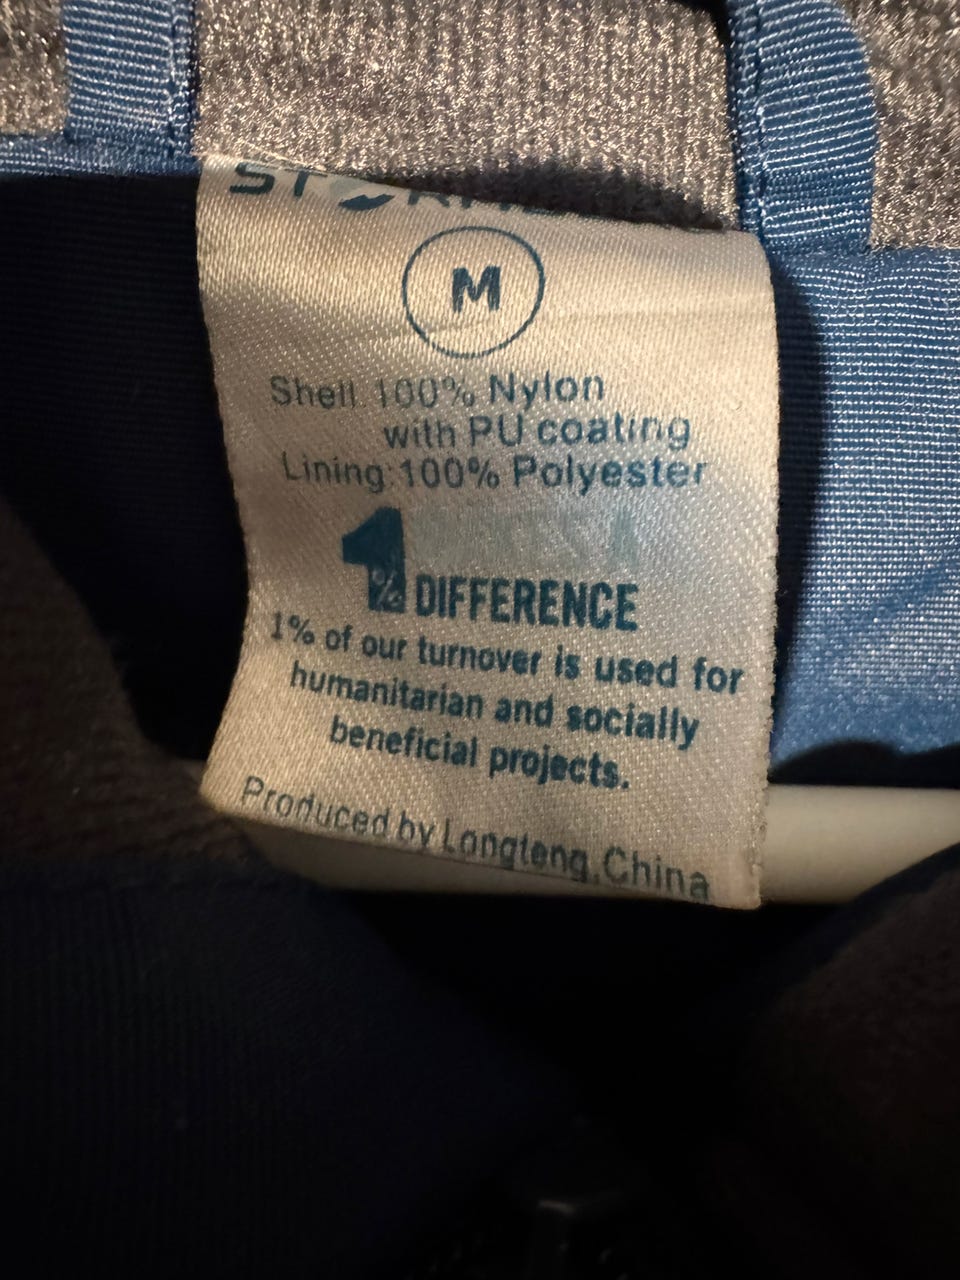 M
Shell 100% Nylon
with PU coating
Lining:100% Polyester
1%
DIFFERENCE
1% of our turnover is used for
humanitarian and socially
beneficial projects.
Produced by Longteng,China